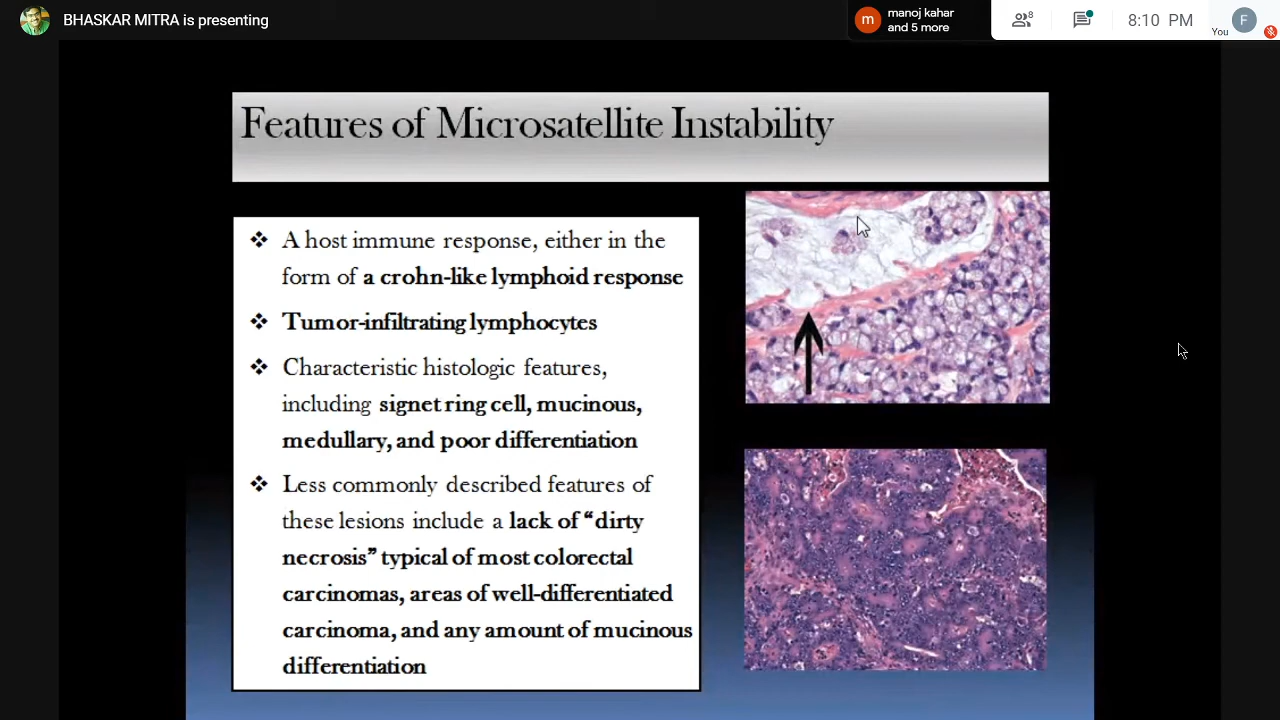 BHASKAR MITRA is presenting
m
manoj kahar
and 5 more
8
8:10 PM
You
F
Features of Microsatellite Instability
❖ A host immune response, either in the
form of a crohn-like lymphoid response
❖ Tumor-infiltrating lymphocytes
❖ Characteristic histologic features,
including signet ring cell, mucinous,
medullary, and poor differentiation
❖ Less commonly described features of
these lesions include a lack of “dirty
necrosis” typical of most colorectal
carcinomas, areas of well-differentiated
carcinoma, and any amount of mucinous
differentiation